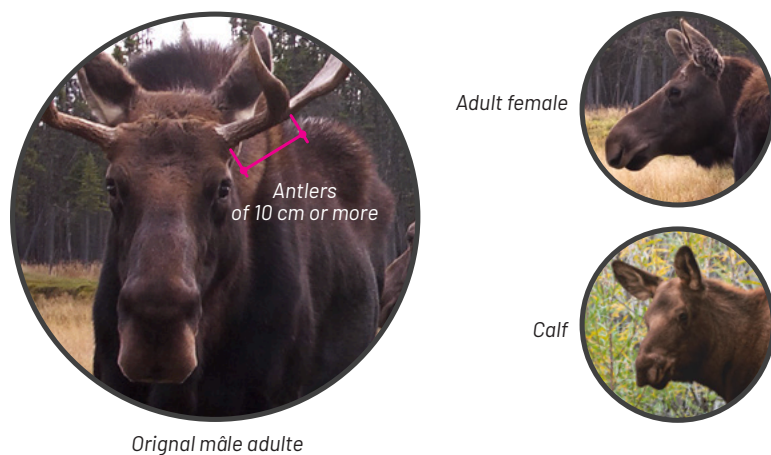 Antlers
of 10 cm or more
Orignal mâle adulte
Adult female
Calf